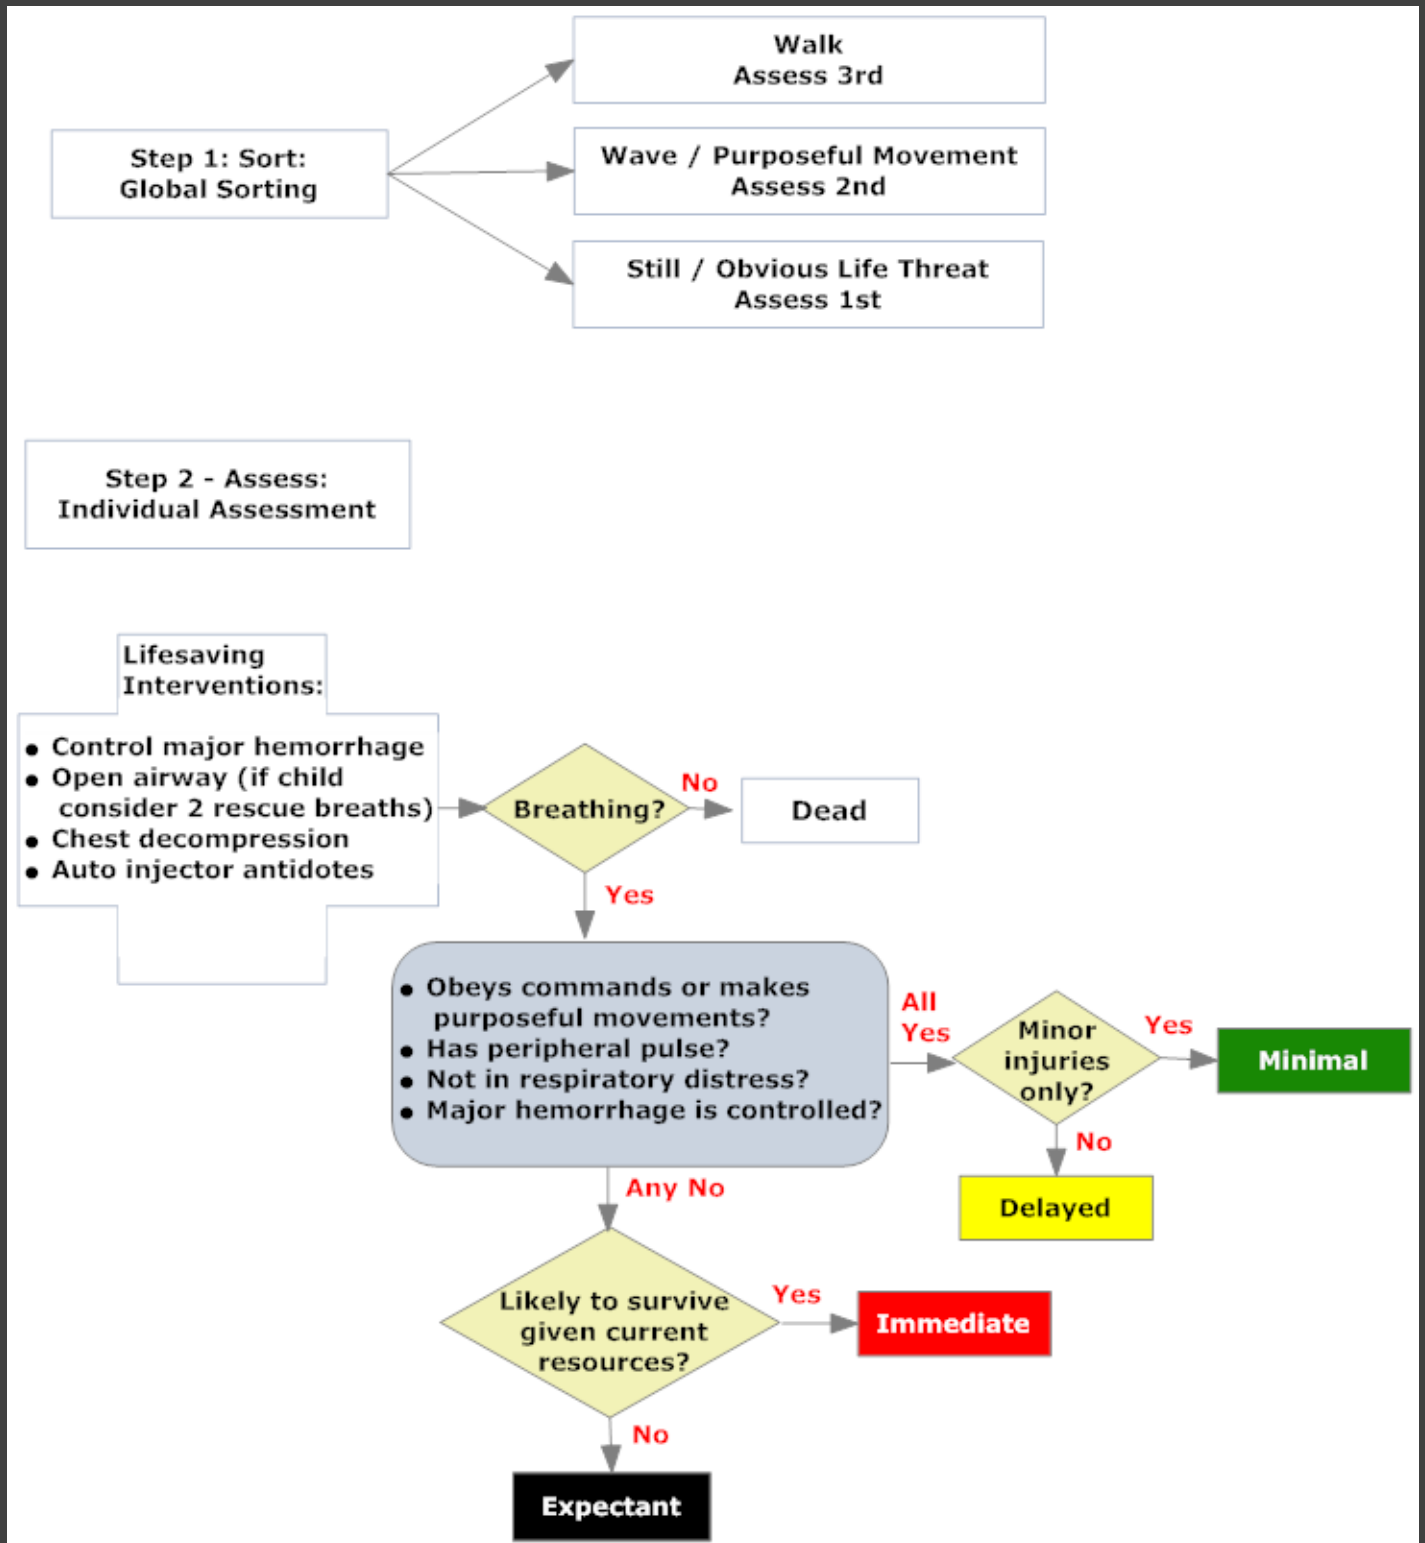 Walk
Assess 3rd
Step 1: Sort:
Global Sorting
Wave / Purposeful Movement
Assess 2nd
Still / Obvious Life Threat
Assess 1st
Step 2 - Assess:
Individual Assessment
Lifesaving
Interventions:
● Control major hemorrhage
● Open airway (if child
consider 2 rescue breaths)
● Chest decompression
● Auto injector antidotes
Breathing?
No
Dead
Yes
● Obeys commands or makes
purposeful movements?
● Has peripheral pulse?
● Not in respiratory distress?
● Major hemorrhage is controlled?
All
Yes
Minor
injuries
only?
Yes
Minimal
No
Delayed
Any No
Likely to survive
given current
resources?
Yes
Immediate
No
Expectant